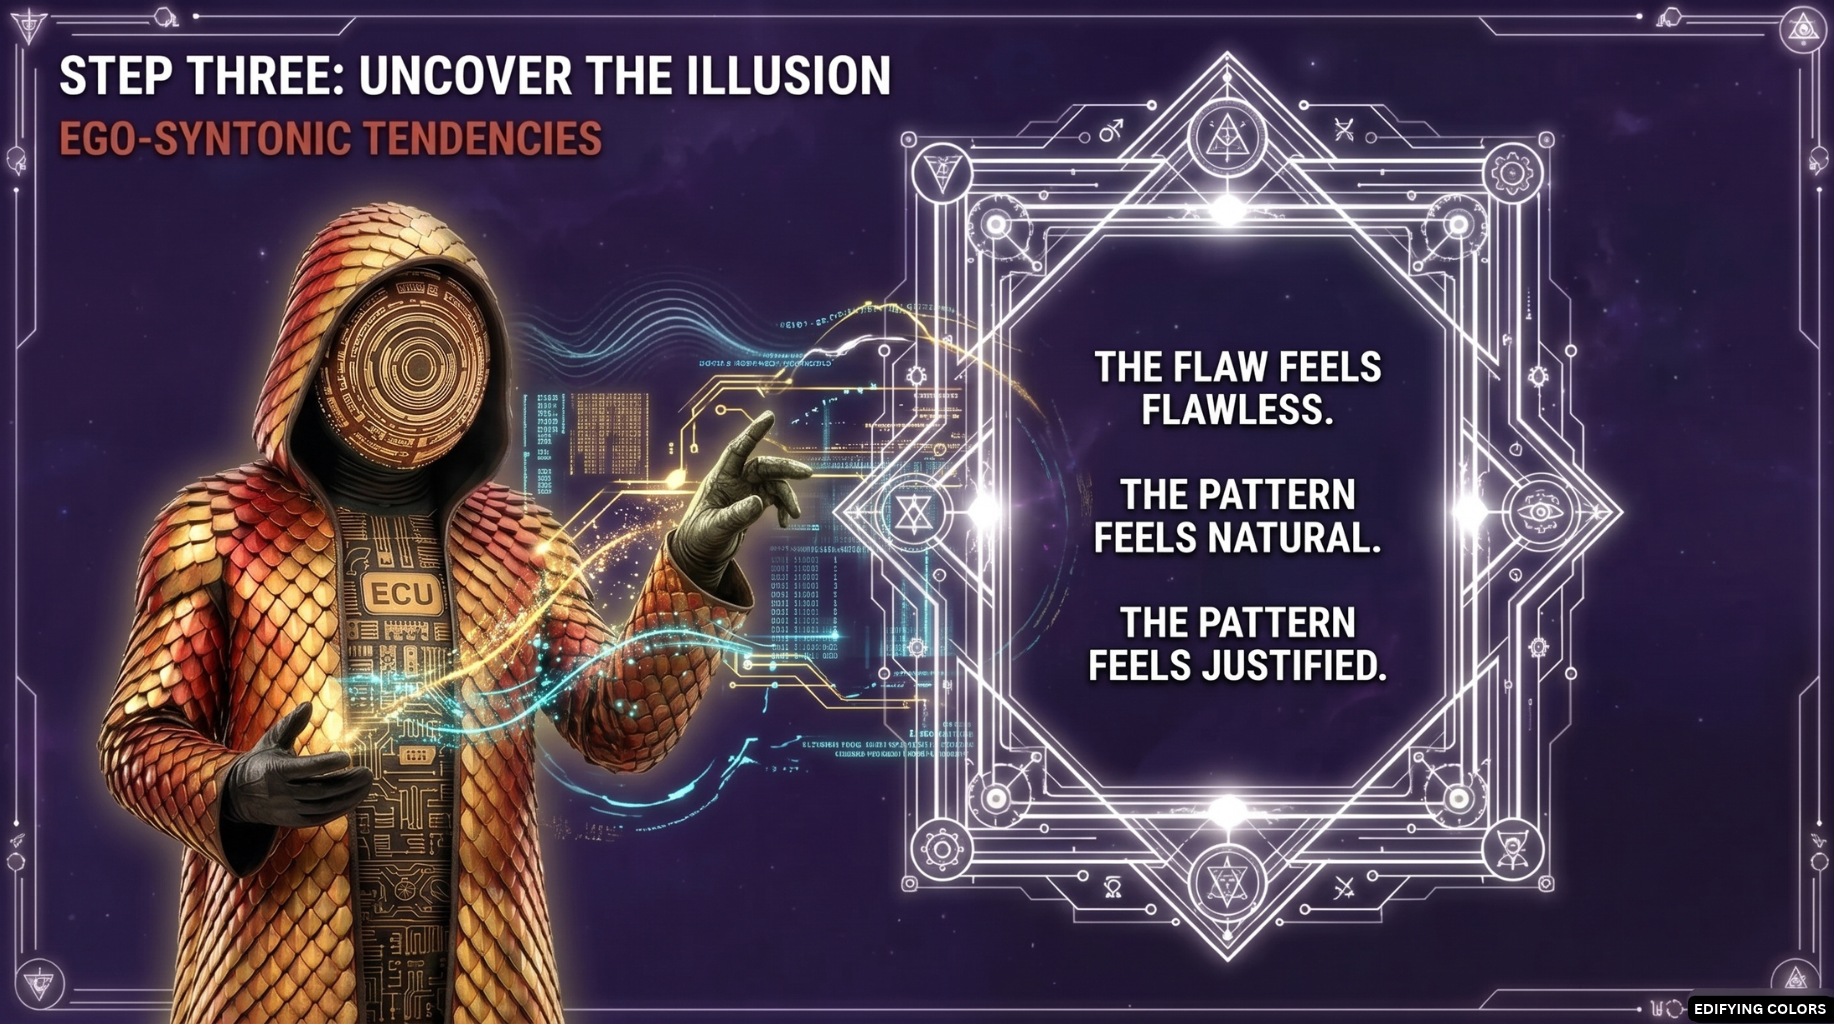 STEP THREE: UNCOVER THE ILLUSION
EGO-SYNTONIC TENDENCIES
THE FLAW FEELS
FLAWLESS.
THE PATTERN
FEELS NATURAL.
THE PATTERN
FEELS JUSTIFIED.
ECU
EDIFYING COLORS